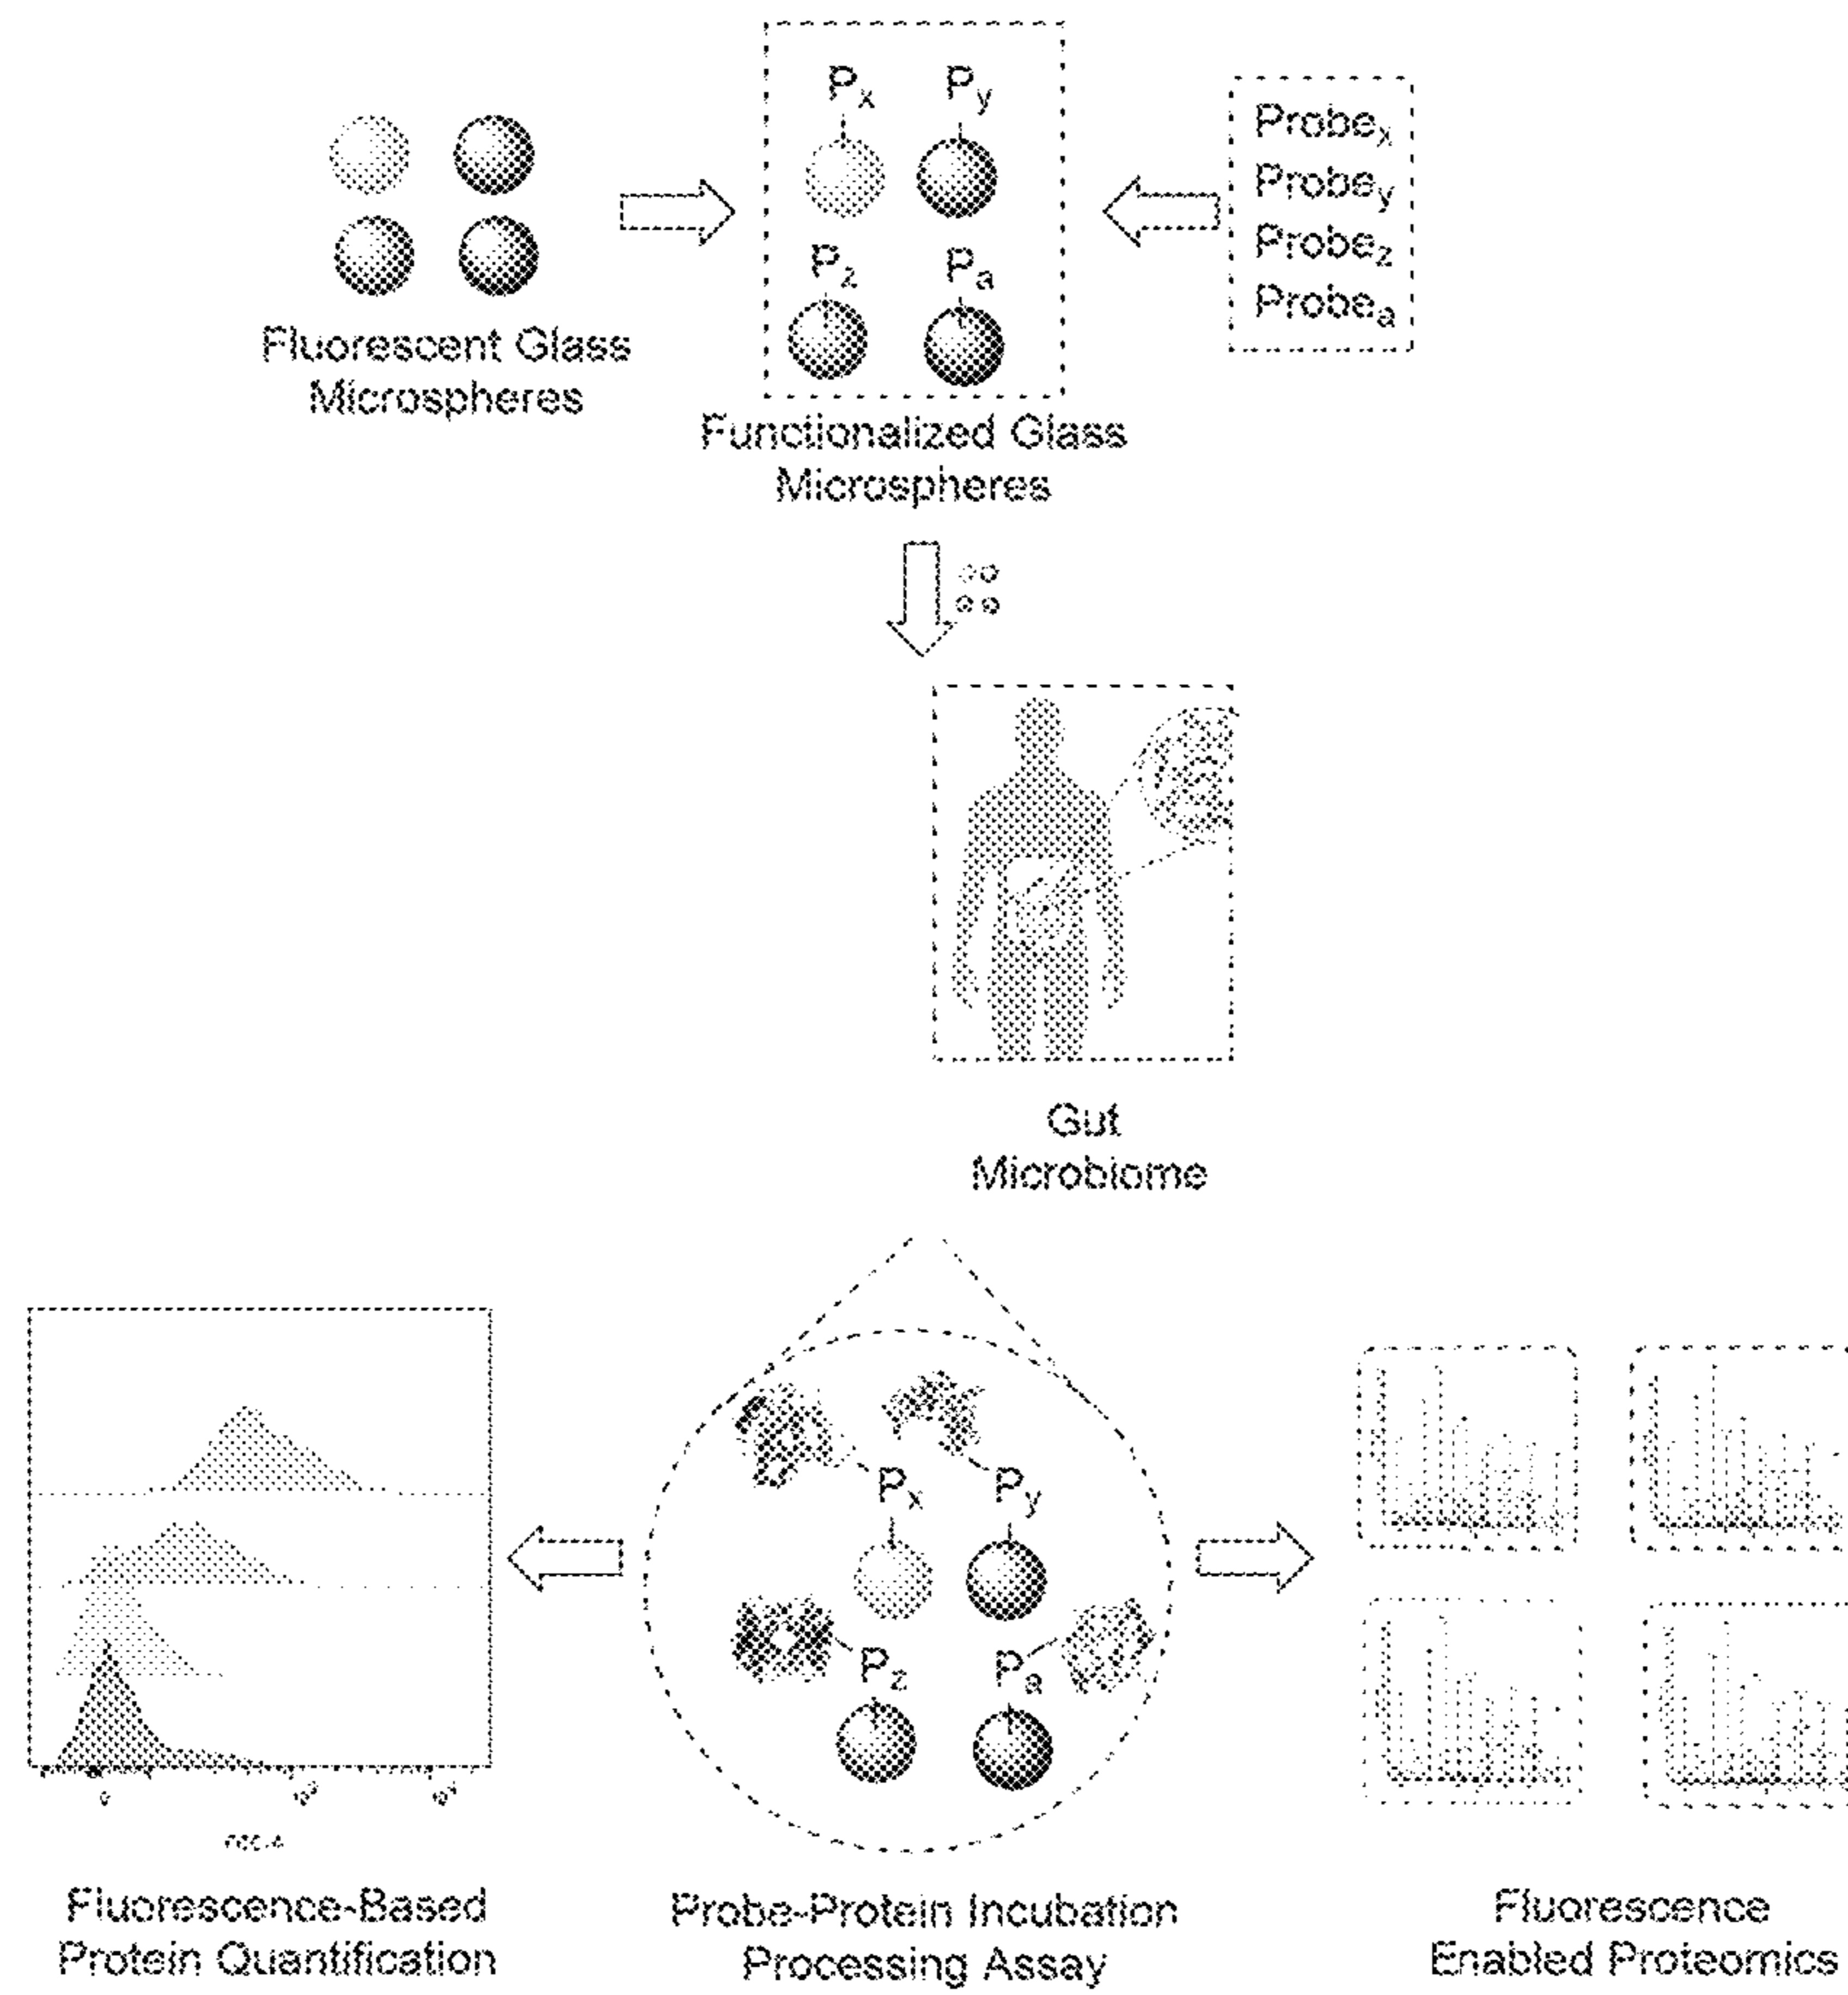 Px Py
Probex
Probey
Pz Pa
Probez
Probea
Fluorescent Glass
Microspheres
Functionalized Glass
Microspheres
Gut
Microbiome
Px Py
Pz Pa
0
Fluorescence-Based
Protein Quantification
Probe-Protein Incubation
Processing Assay
Fluorescence
Enabled Proteomics